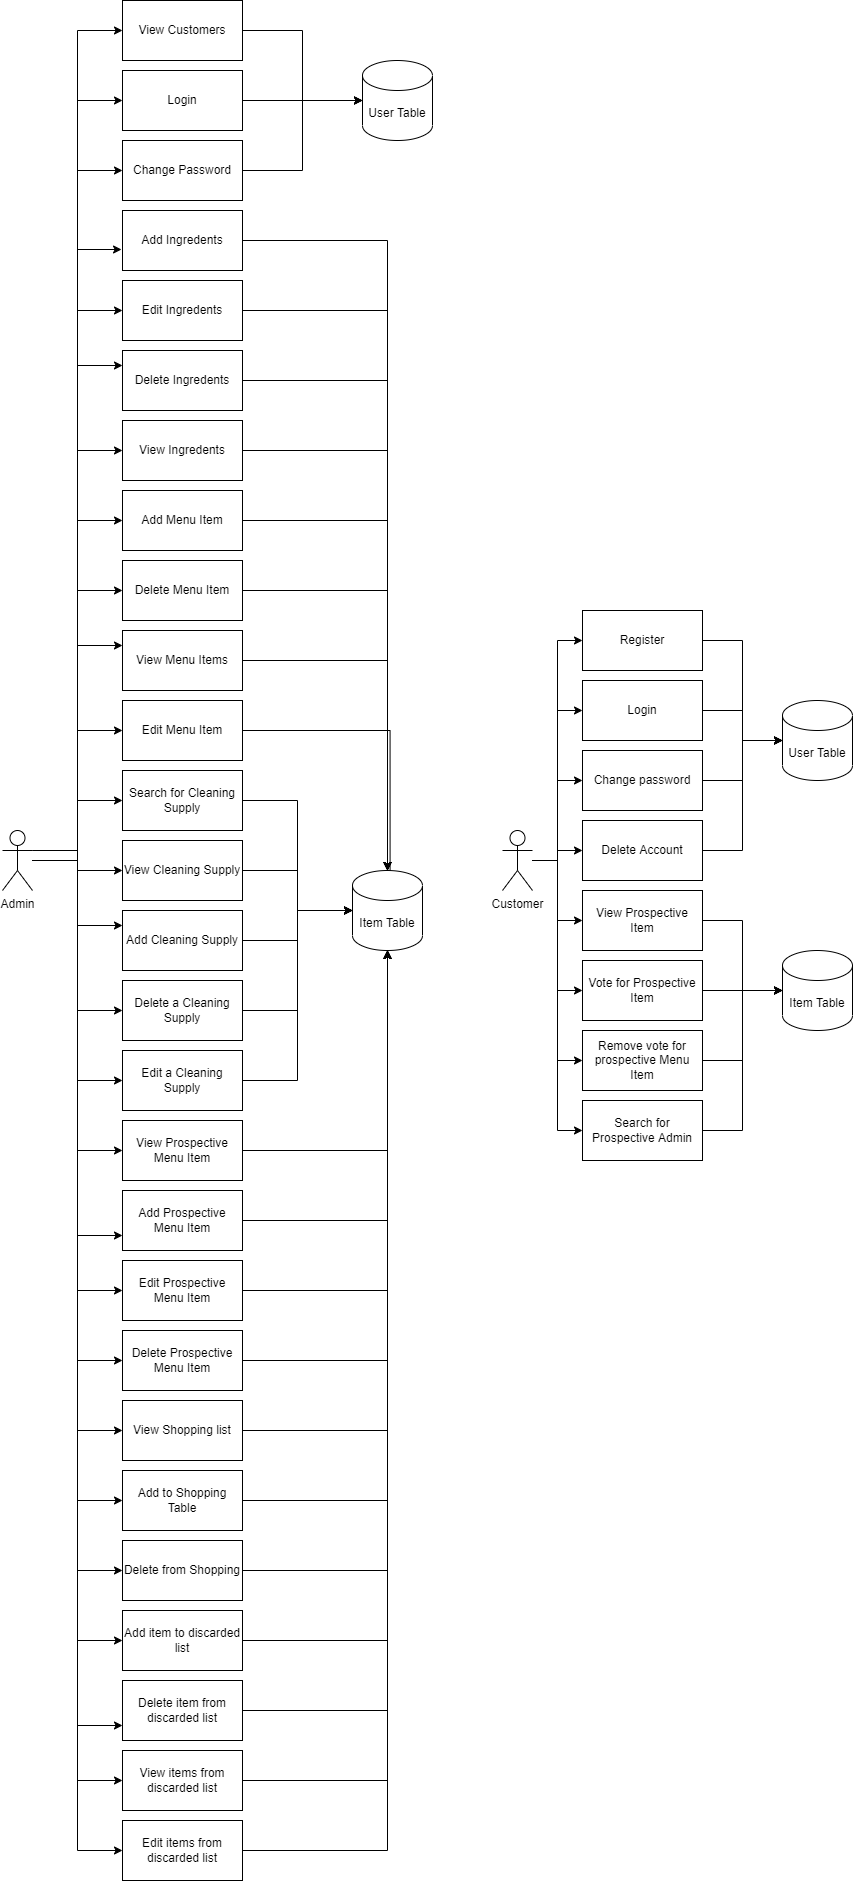 View Customers
Login
User Table
Change Password
Add Ingredents
Edit Ingredents
Delete Ingredents
View Ingredents
Add Menu Item
Delete Menu Item
View Menu Items
Edit Menu Item
Search for Cleaning
Supply
View Cleaning Supply
Admin
Add Cleaning Supply
Item Table
Delete a Cleaning
Supply
Edit a Cleaning
Supply
View Prospective
Menu Item
Add Prospective
Menu Item
Edit Prospective
Menu Item
Delete Prospective
Menu Item
View Shopping list
Add to Shopping
Table
Delete from Shopping
Add item to discarded
list
Delete item from
discarded list
View items from
discarded list
Edit items from
discarded list
Register
Login
User Table
Change password
Delete Account
Customer
View Prospective
Item
Vote for Prospective
Item
Item Table
Remove vote for
prospective Menu
Item
Search for
Prospective Admin